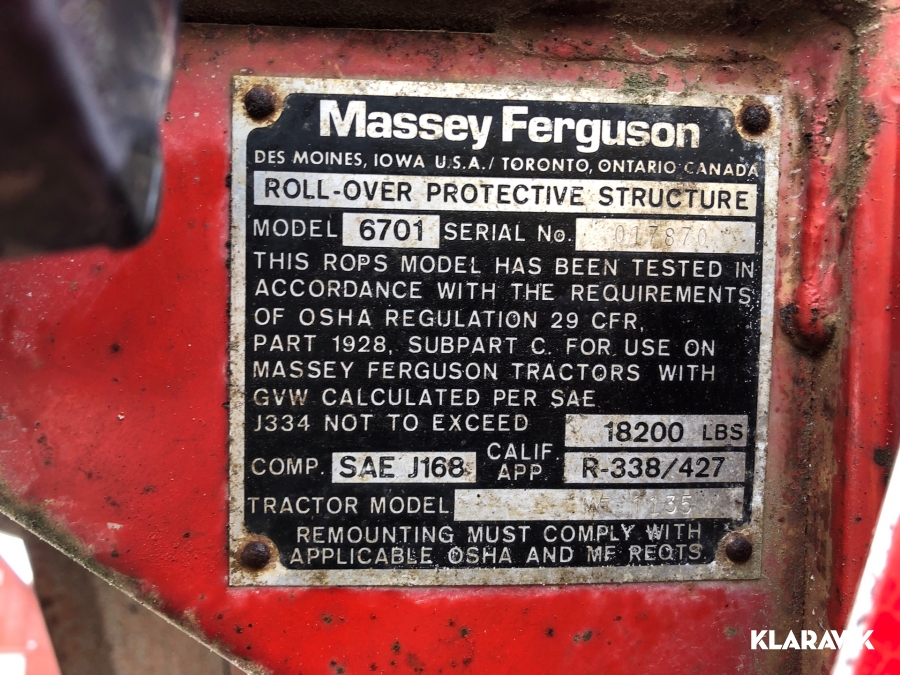 Massey Ferguson
DES MOINES, IOWA U.S.A./ TORONTO, ONTARIO CANADA
ROLL-OVER PROTECTIVE STRUCTURE
MODEL 6701 SERIAL No. 017870
THIS ROPS MODEL HAS BEEN TESTED IN
ACCORDANCE WITH THE REQUIREMENTS
OF OSHA REGULATION 29 CFR,
PART 1928, SUBPART C. FOR USE ON
MASSEY FERGUSON TRACTORS WITH
GVW CALCULATED PER SAE
J334 NOT TO EXCEED 18200 LBS
COMP. SAE J168 CALIF. APP. R-338/427
TRACTOR MODEL 1135
REMOUNTING MUST COMPLY WITH
APPLICABLE OSHA AND MF REQTS.
KLARAVIK